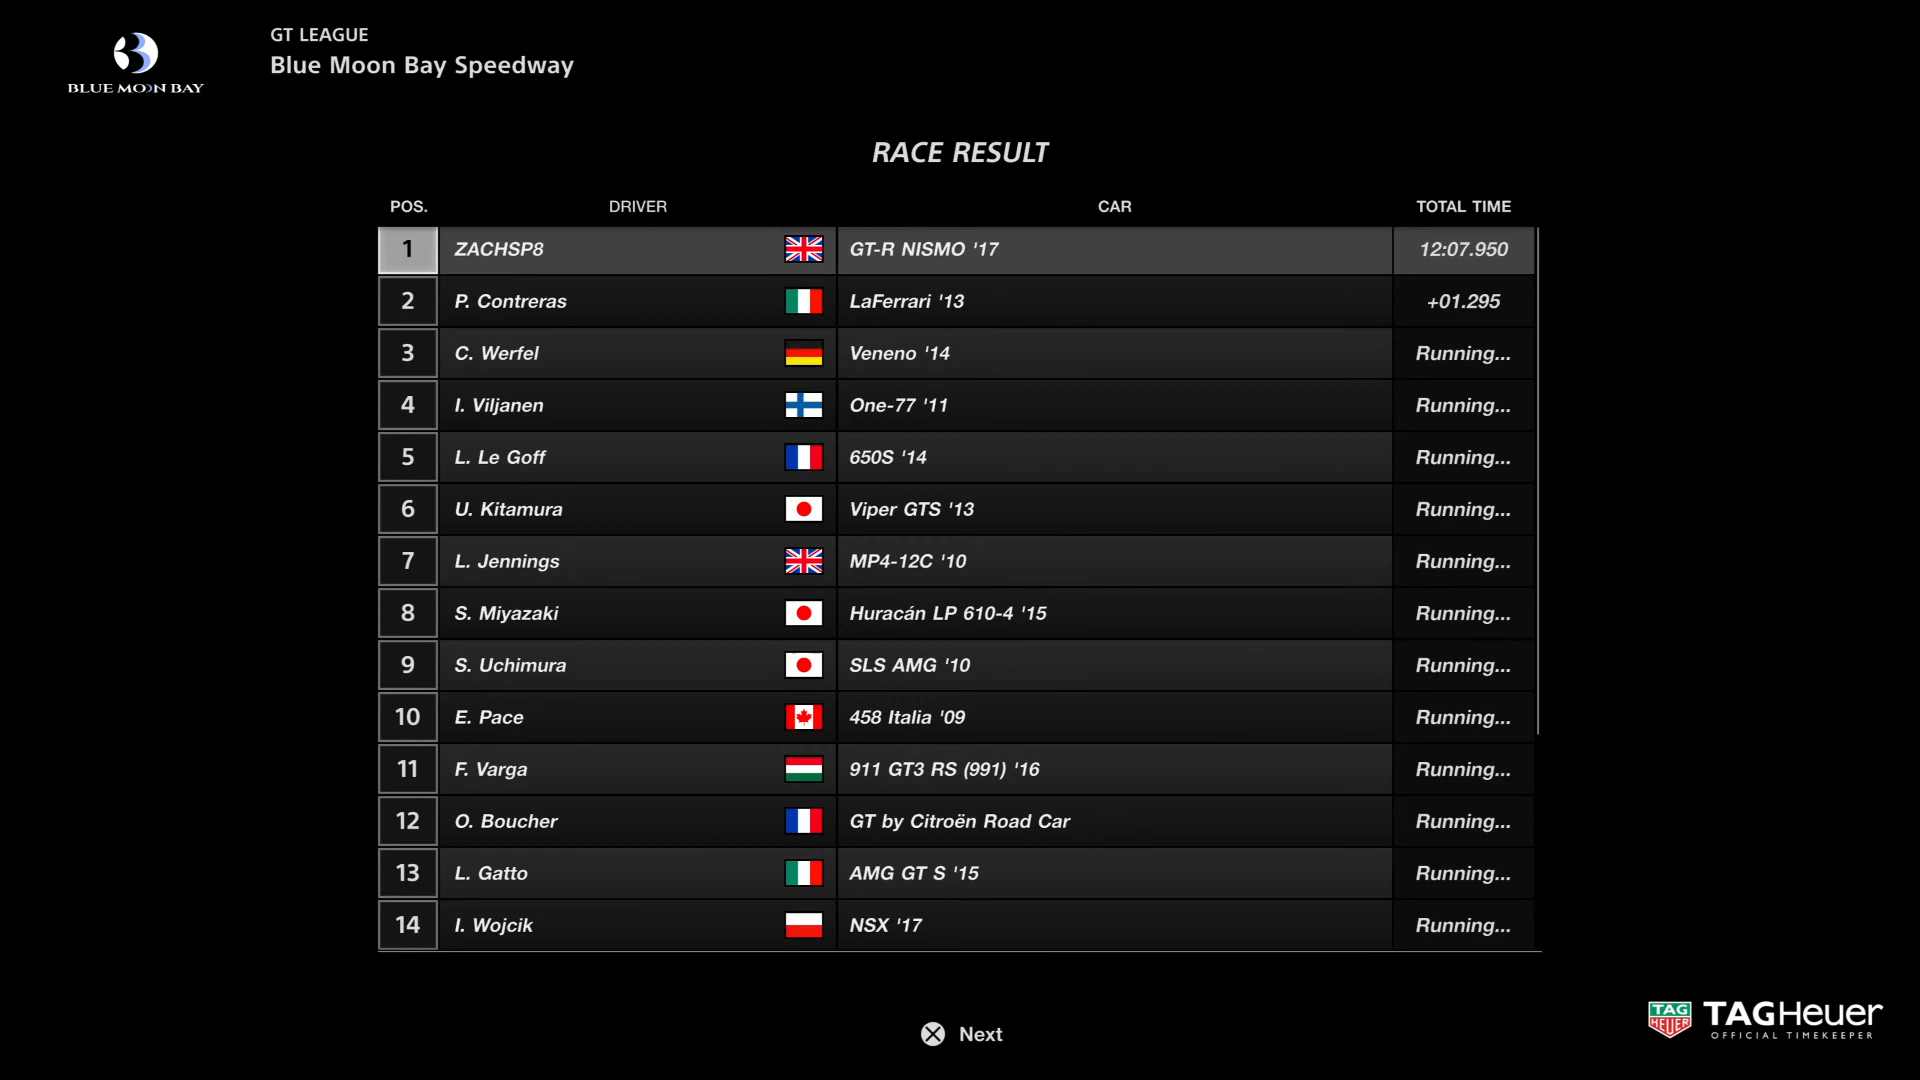 GT LEAGUE
Blue Moon Bay Speedway
BLUE MOON BAY
RACE RESULT
POS. DRIVER CAR TOTAL TIME
1 ZACHSP8 GT-R NISMO '17 12:07.950
2 P. Contreras LaFerrari '13 +01.295
3 C. Werfel Veneno '14 Running...
4 I. Viljanen One-77 '11 Running...
5 L. Le Goff 650S '14 Running...
6 U. Kitamura Viper GTS '13 Running...
7 L. Jennings MP4-12C '10 Running...
8 S. Miyazaki Huracán LP 610-4 '15 Running...
9 S. Uchimura SLS AMG '10 Running...
10 E. Pace 458 Italia '09 Running...
11 F. Varga 911 GT3 RS (991) '16 Running...
12 O. Boucher GT by Citroën Road Car Running...
13 L. Gatto AMG GT S '15 Running...
14 I. Wojcik NSX '17 Running...
Next
TAG HEUER
TAGHeuer
OFFICIAL TIMEKEEPER